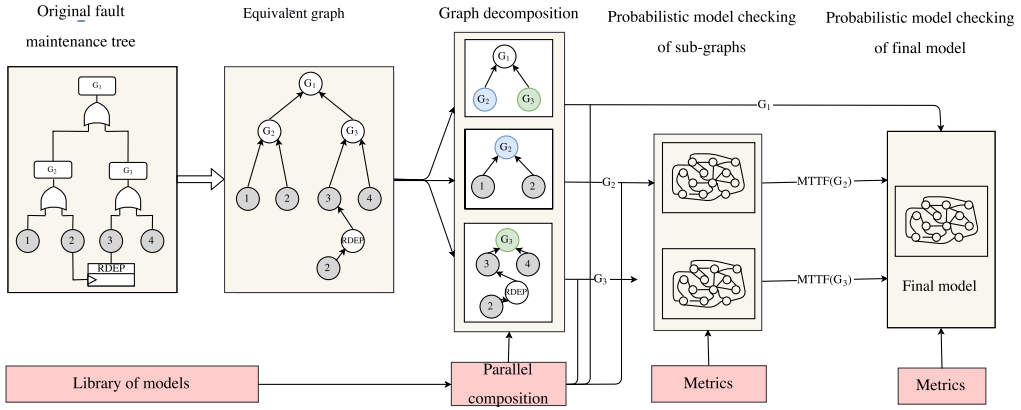 Original fault
maintenance tree
Equivalent graph
Graph decomposition
Probabilistic model checking
of sub-graphs
Probabilistic model checking
of final model
G1
G2
G3
1
2
3
4
RDEP
G1
G2
G3
1
2
3
4
RDEP
2
G1
G2
G3
G2
1
2
G3
3
4
RDEP
2
G1
G2
G3
MTTF(G2)
MTTF(G3)
Final model
Library of models
Parallel
composition
Metrics
Metrics